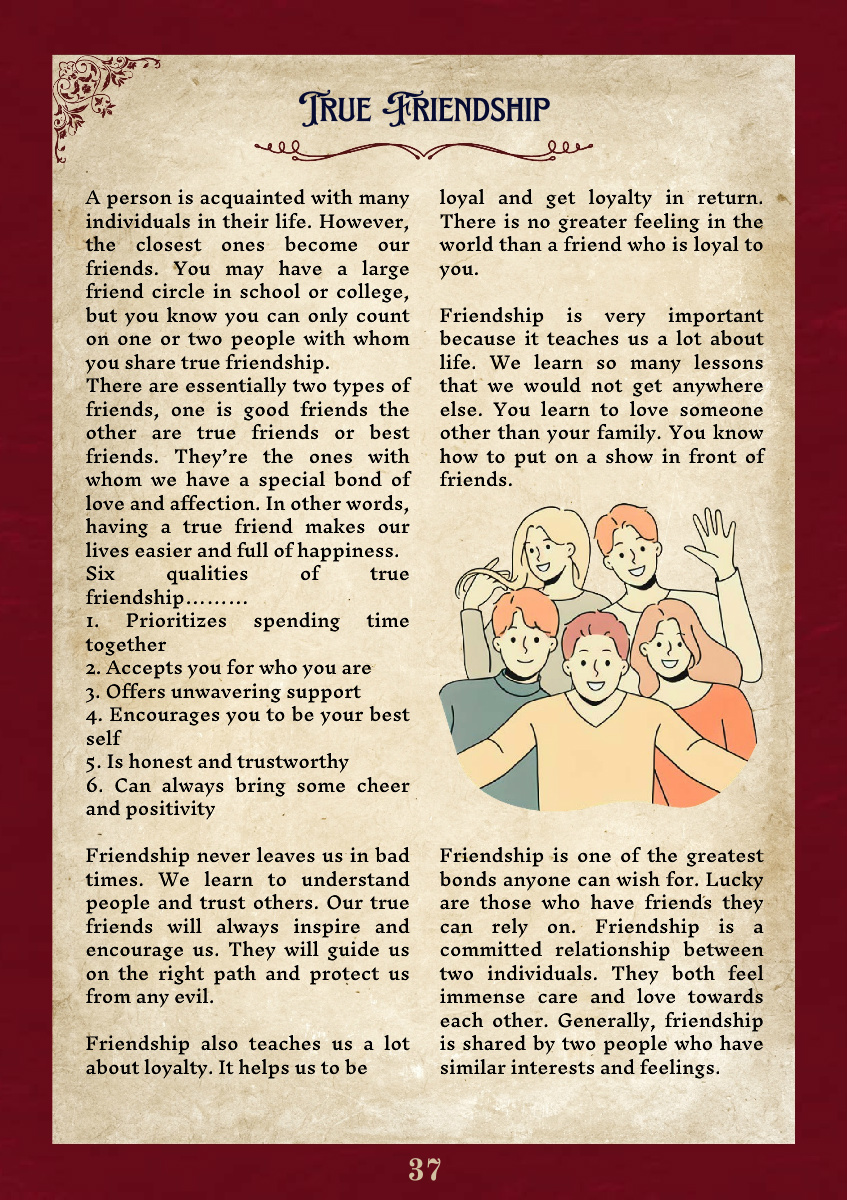 True Friendship
A person is acquainted with many
individuals in their life. However,
the closest ones become our
friends. You may have a large
friend circle in school or college,
but you know you can only count
on one or two people with whom
you share true friendship.
There are essentially two types of
friends, one is good friends the
other are true friends or best
friends. They’re the ones with
whom we have a special bond of
love and affection. In other words,
having a true friend makes our
lives easier and full of happiness.
Six qualities of true
friendship.........
1. Prioritizes spending time
together
2. Accepts you for who you are
3. Offers unwavering support
4. Encourages you to be your best
self
5. Is honest and trustworthy
6. Can always bring some cheer
and positivity
Friendship never leaves us in bad
times. We learn to understand
people and trust others. Our true
friends will always inspire and
encourage us. They will guide us
on the right path and protect us
from any evil.
Friendship also teaches us a lot
about loyalty. It helps us to be
loyal and get loyalty in return.
There is no greater feeling in the
world than a friend who is loyal to
you.
Friendship is very important
because it teaches us a lot about
life. We learn so many lessons
that we would not get anywhere
else. You learn to love someone
other than your family. You know
how to put on a show in front of
friends.
Friendship is one of the greatest
bonds anyone can wish for. Lucky
are those who have friends they
can rely on. Friendship is a
committed relationship between
two individuals. They both feel
immense care and love towards
each other. Generally, friendship
is shared by two people who have
similar interests and feelings.
37